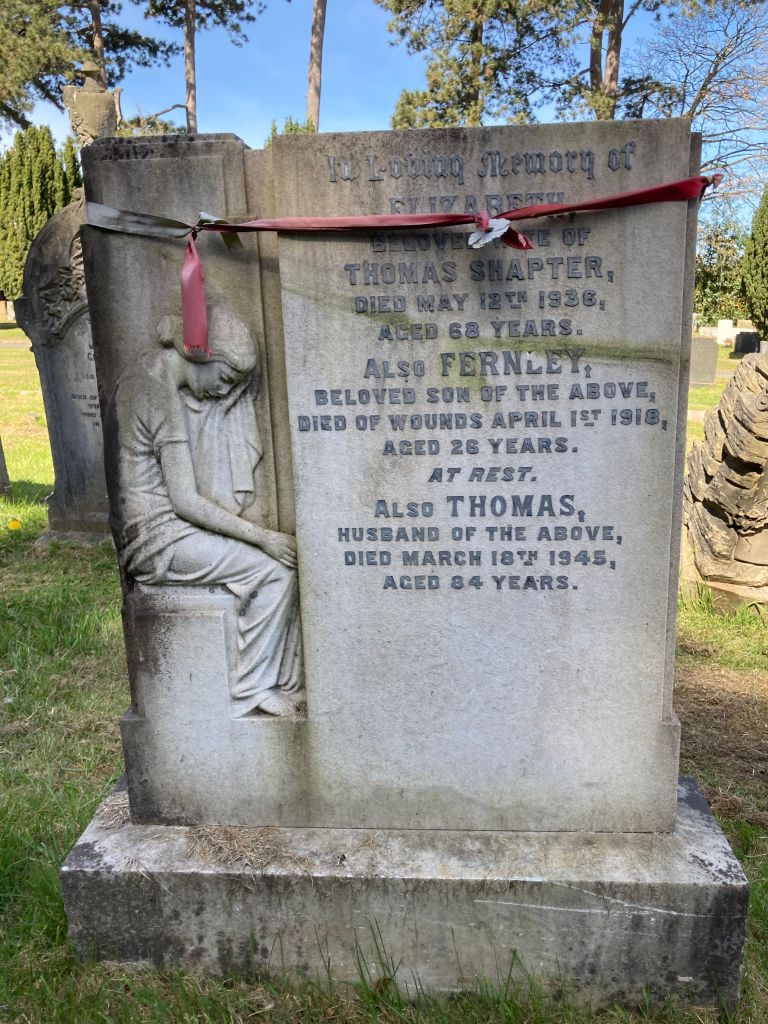 In Loving Memory of
ELIZABETH,
BELOVED WIFE OF
THOMAS SHAPTER,
DIED MAY 12TH 1936,
AGED 68 YEARS.
ALSO FERNLEY,
BELOVED SON OF THE ABOVE,
DIED OF WOUNDS APRIL 1ST 1918,
AGED 26 YEARS.
AT REST.
ALSO THOMAS,
HUSBAND OF THE ABOVE,
DIED MARCH 18TH 1945,
AGED 84 YEARS.